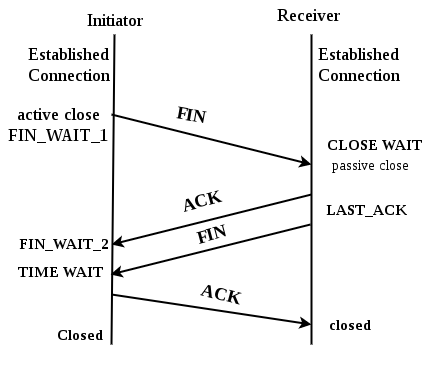 Initiator
Receiver
Established
Connection
Established
Connection
active close
FIN_WAIT_1
FIN
CLOSE WAIT
passive close
ACK
LAST_ACK
FIN
FIN_WAIT_2
TIME WAIT
ACK
closed
Closed